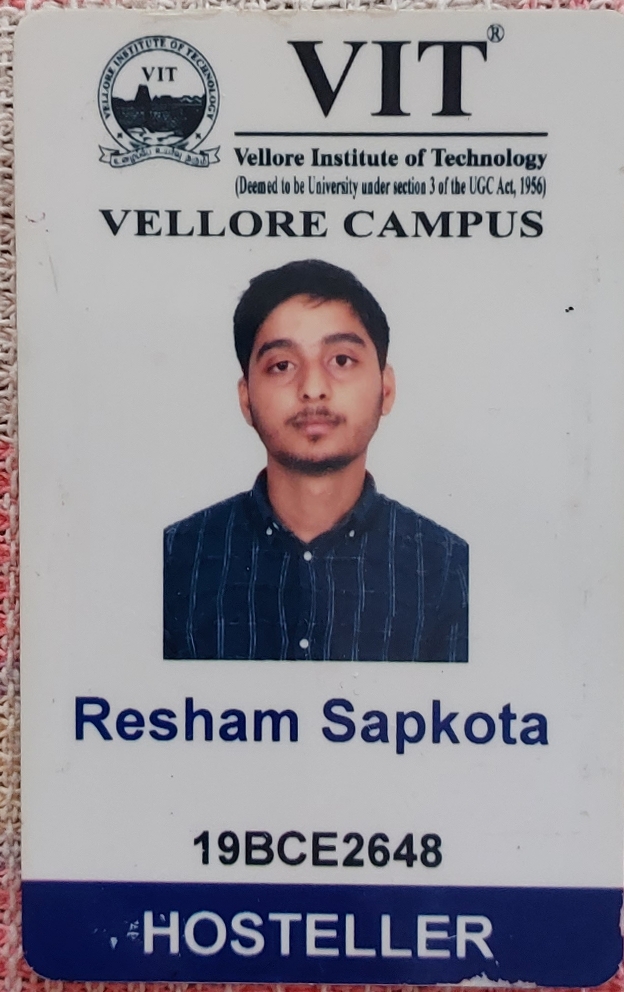 VELLORE INSTITUTE OF TECHNOLOGY
VIT
VIT®
Vellore Institute of Technology
(Deemed to be University under section 3 of the UGC Act, 1956)
VELLORE CAMPUS
Resham Sapkota
19BCE2648
HOSTELLER